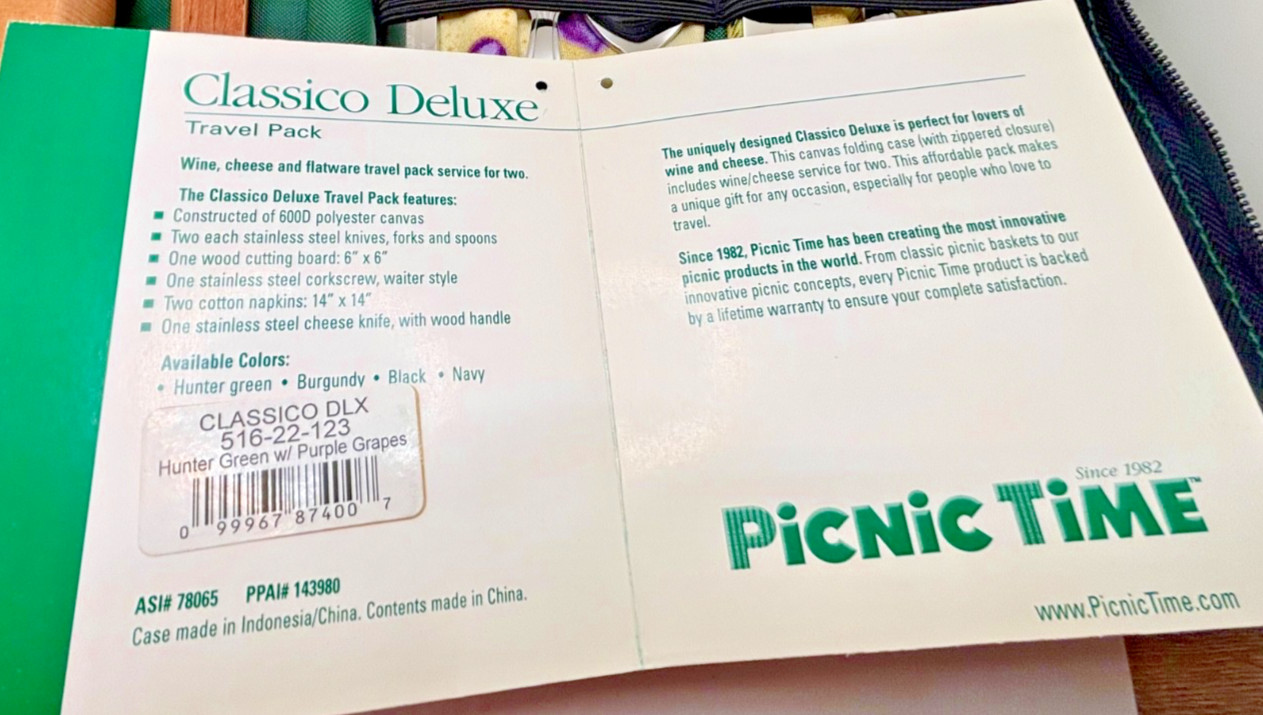 Classico Deluxe
Travel Pack
Wine, cheese and flatware travel pack service for two.
The Classico Deluxe Travel Pack features:
■ Constructed of 600D polyester canvas
■ Two each stainless steel knives, forks and spoons
■ One wood cutting board: 6" x 6"
■ One stainless steel corkscrew, waiter style
■ Two cotton napkins: 14" x 14"
■ One stainless steel cheese knife, with wood handle
Available Colors:
• Hunter green • Burgundy • Black • Navy
CLASSICO DLX
516-22-123
Hunter Green w/ Purple Grapes
0 99967 87400 7
ASI# 78065 PPAI# 143980
Case made in Indonesia/China. Contents made in China.
The uniquely designed Classico Deluxe is perfect for lovers of
wine and cheese. This canvas folding case (with zippered closure)
includes wine/cheese service for two. This affordable pack makes
a unique gift for any occasion, especially for people who love to
travel.
Since 1982, Picnic Time has been creating the most innovative
picnic products in the world. From classic picnic baskets to our
innovative picnic concepts, every Picnic Time product is backed
by a lifetime warranty to ensure your complete satisfaction.
Since 1982
PiCNiC TiME™
www.PicnicTime.com